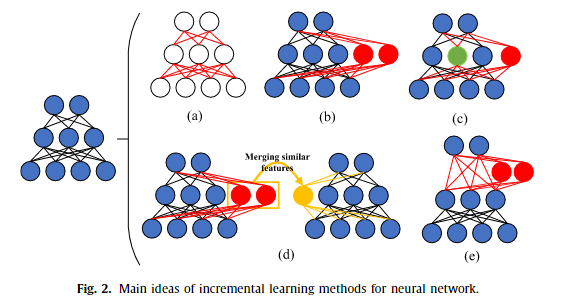 (a)
(b)
(c)
Merging similar
features
(d)
(e)
Fig. 2. Main ideas of incremental learning methods for neural network.